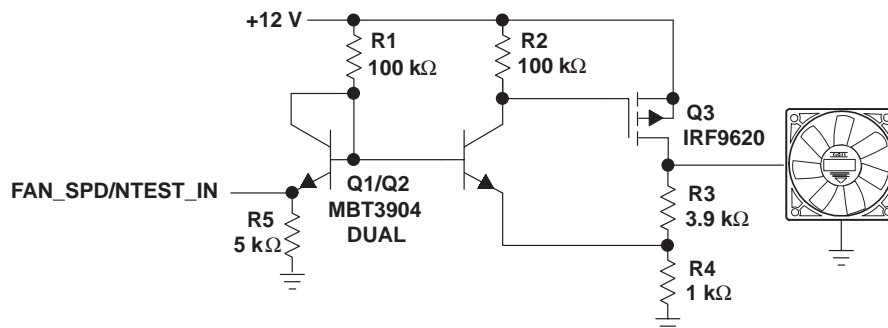 +12 V
R1
100 kΩ
R2
100 kΩ
Q3
IRF9620
FAN_SPD/NTEST_IN
R5
5 kΩ
Q1/Q2
MBT3904
DUAL
R3
3.9 kΩ
R4
1 kΩ